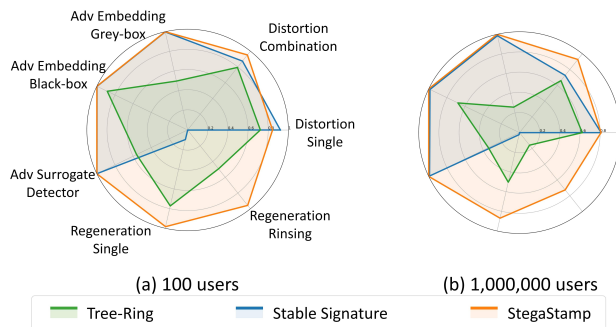 Adv Embedding
Grey-box
Distortion
Combination
Adv Embedding
Black-box
Distortion
Single
Adv Surrogate
Detector
Regeneration
Single
Regeneration
Rinsing
(a) 100 users
(b) 1,000,000 users
Tree-Ring
Stable Signature
StegaStamp